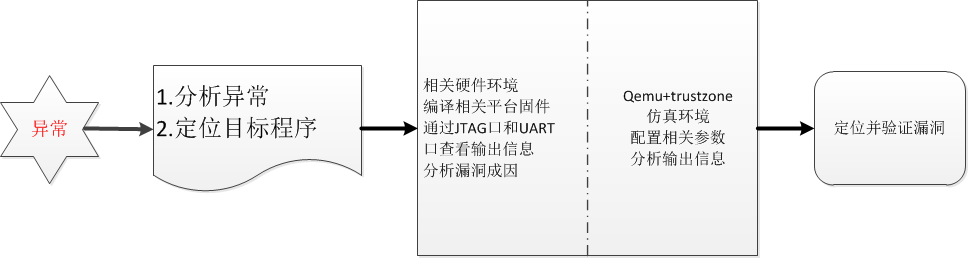 异常
1.分析异常
2.定位目标程序
相关硬件环境
编译相关平台固件
通过JTAG口和UART
口查看输出信息
分析漏洞成因
Qemu+trustzone
仿真环境
配置相关参数
分析输出信息
定位并验证漏洞